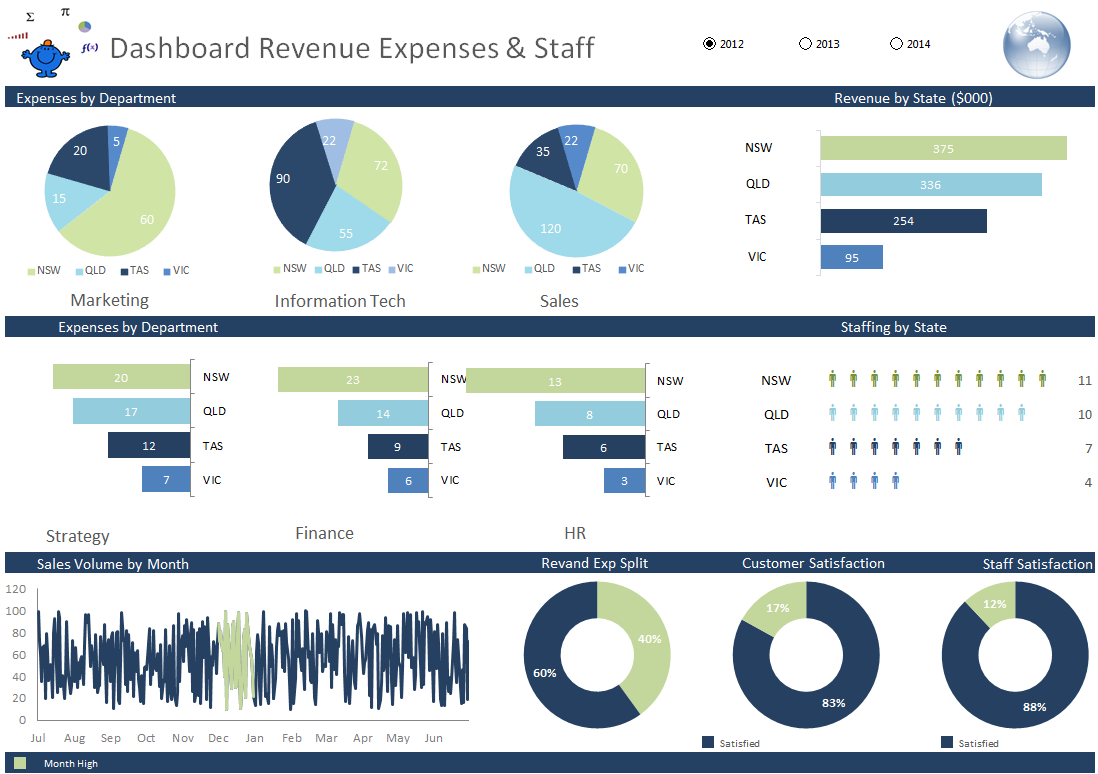 Σ π
f(x)
Dashboard Revenue Expenses & Staff
2012 2013 2014
Expenses by Department Revenue by State ($000)
5 20 15 60
NSW QLD TAS VIC
Marketing
22 72 90 55
NSW QLD TAS VIC
Information Tech
22 35 70 120
NSW QLD TAS VIC
Sales
NSW 375
QLD 336
TAS 254
VIC 95
Expenses by Department Staffing by State
20 NSW
17 QLD
12 TAS
7 VIC
Strategy
23 NSW
14 QLD
9 TAS
6 VIC
Finance
13 NSW
8 QLD
6 TAS
3 VIC
HR
NSW 11
QLD 10
TAS 7
VIC 4
Sales Volume by Month Revand Exp Split Customer Satisfaction Staff Satisfaction
120
100
80
60
40
20
0
Jul Aug Sep Oct Nov Dec Jan Feb Mar Apr May Jun
40%
60%
17%
83%
Satisfied
12%
88%
Satisfied
Month High